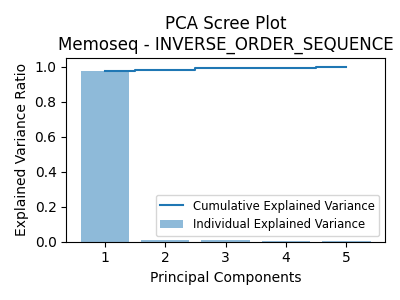 PCA Scree Plot
Memoseq - INVERSE_ORDER_SEQUENCE
Explained Variance Ratio
1.0
0.8
0.6
0.4
0.2
0.0
Cumulative Explained Variance
Individual Explained Variance
1 2 3 4 5
Principal Components